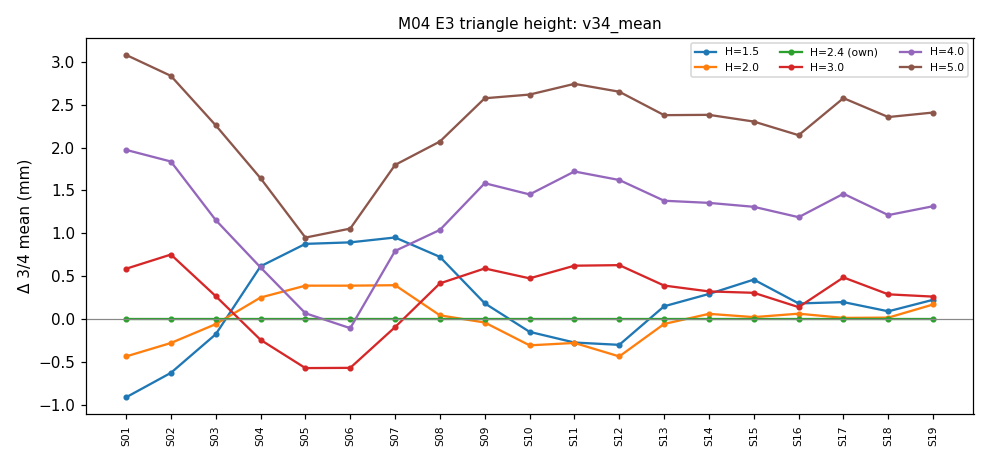 M04 E3 triangle height: v34_mean
Δ 3/4 mean (mm)
3.0
2.5
2.0
1.5
1.0
0.5
0.0
−0.5
−1.0
H=1.5 H=2.4 (own) H=4.0
H=2.0 H=3.0 H=5.0
S01 S02 S03 S04 S05 S06 S07 S08 S09 S10 S11 S12 S13 S14 S15 S16 S17 S18 S19